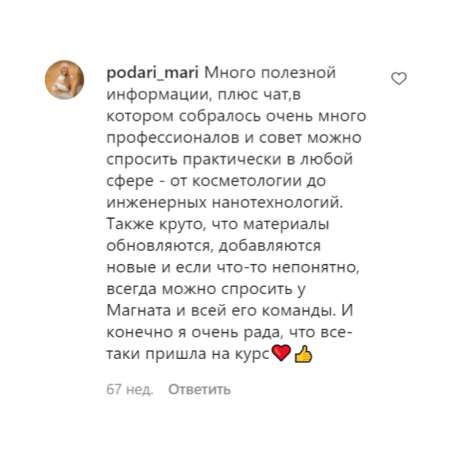 podari_mari Много полезной
информации, плюс чат,в
котором собралось очень много
профессионалов и совет можно
спросить практически в любой
сфере - от косметологии до
инженерных нанотехнологий.
Также круто, что материалы
обновляются, добавляются
новые и если что-то непонятно,
всегда можно спросить у
Магната и всей его команды. И
конечно я очень рада, что все-
таки пришла на курс❤️👍
67 нед. Ответить